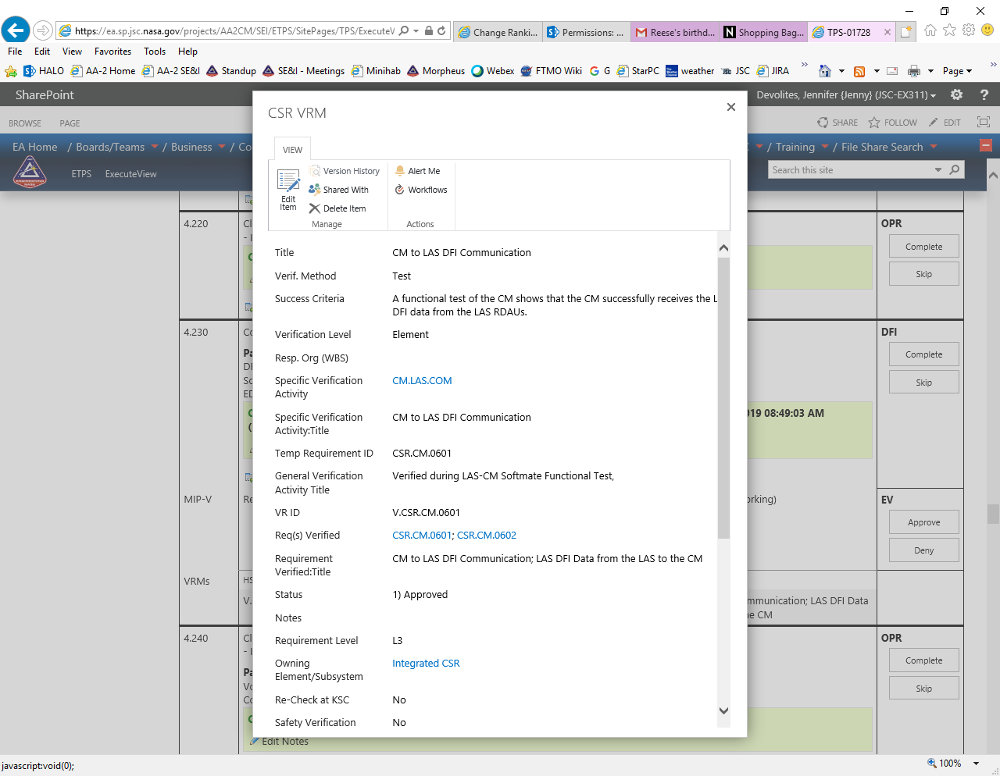 https://ea.sp.jsc.nasa.gov/projects/AA2CM/SEI/ETPS/SitePages/TPS/ExecuteV
Change Ranki...
Permissions: ...
Reese's birthd...
Shopping Bag...
TPS-01728
File Edit View Favorites Tools Help
HALO AA-2 Home AA-2 SE&I Standup SE&I - Meetings Minihab Morpheus Webex FTMO Wiki G StarPC weather JSC JIRA Page
SharePoint
Devolites, Jennifer {Jenny} (JSC-EX311)
BROWSE PAGE
SHARE FOLLOW EDIT
EA Home / Boards/Teams / Business / Co
/ Training / File Share Search
ETPS ExecuteView
Search this site
CSR VRM
VIEW
Edit Item
Version History
Shared With
Delete Item
Manage
Alert Me
Workflows
Actions
Title CM to LAS DFI Communication
Verif. Method Test
Success Criteria A functional test of the CM shows that the CM successfully receives the L
DFI data from the LAS RDAUs.
Verification Level Element
Resp. Org (WBS)
Specific Verification CM.LAS.COM
Activity
Specific Verification CM to LAS DFI Communication
Activity:Title
Temp Requirement ID CSR.CM.0601
General Verification Verified during LAS-CM Softmate Functional Test,
Activity Title
VR ID V.CSR.CM.0601
Req(s) Verified CSR.CM.0601; CSR.CM.0602
Requirement CM to LAS DFI Communication; LAS DFI Data from the LAS to the CM
Verified:Title
Status 1) Approved
Notes
Requirement Level L3
Owning Integrated CSR
Element/Subsystem
Re-Check at KSC No
Safety Verification No
4.220
OPR
Complete
Skip
4.230
DFI
Complete
Skip
019 08:49:03 AM
MIP-V Re
orking)
EV
Approve
Deny
VRMs HS
V.
mmunication; LAS DFI Data
he CM
4.240
OPR
Complete
Skip
Edit Notes
javascript:void(0);
100%